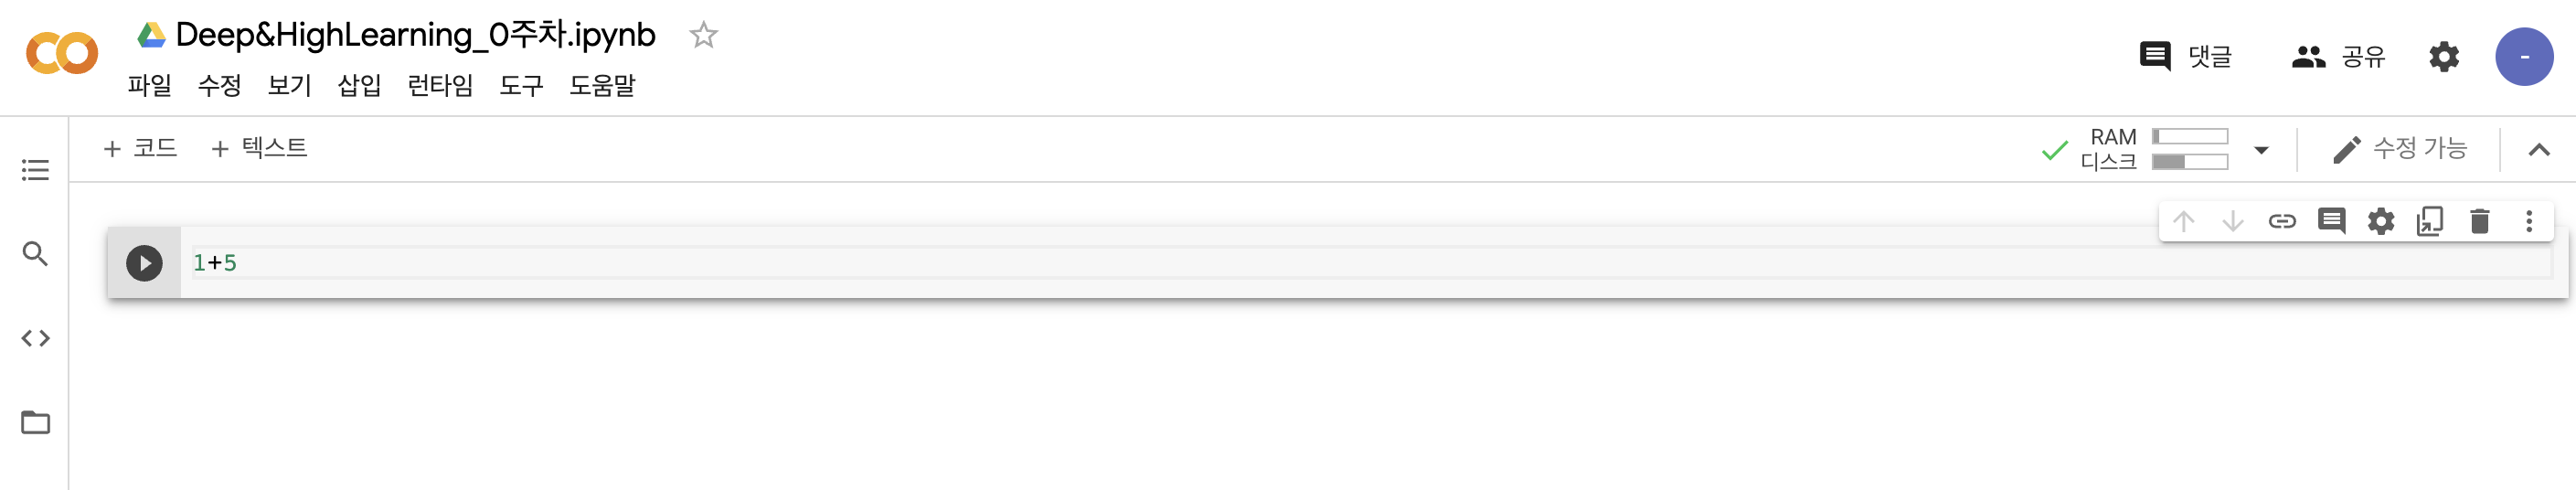 Deep&HighLearning_0주차.ipynb
파일 수정 보기 삽입 런타임 도구 도움말
댓글 공유 -
+ 코드 + 텍스트
RAM
디스크
수정 가능
1+5